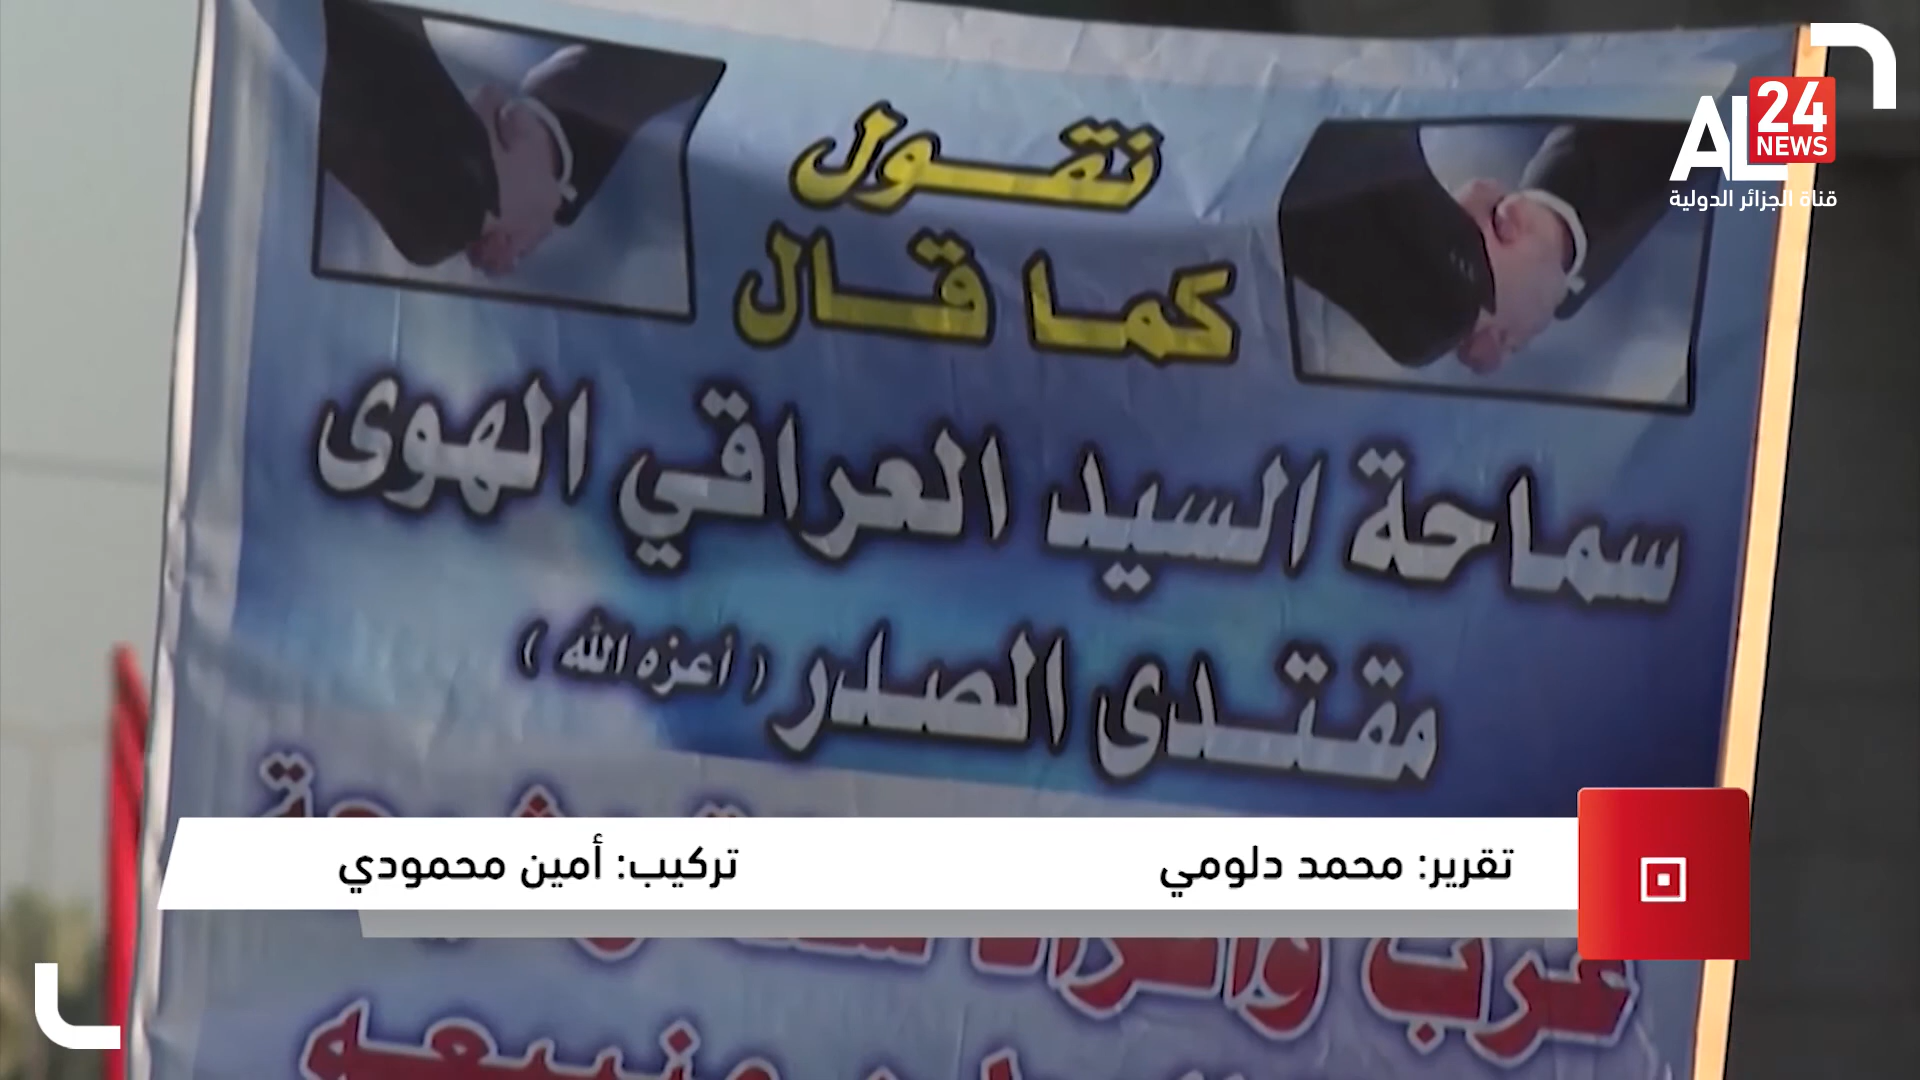 AL
24
NEWS
قناة الجزائر الدولية
نقول
كما قال
سماحة السيد العراقي الهوى
مقتدى الصدر ( أعزه الله )
تقرير: محمد دلومي
تركيب: أمين محمودي
عرب